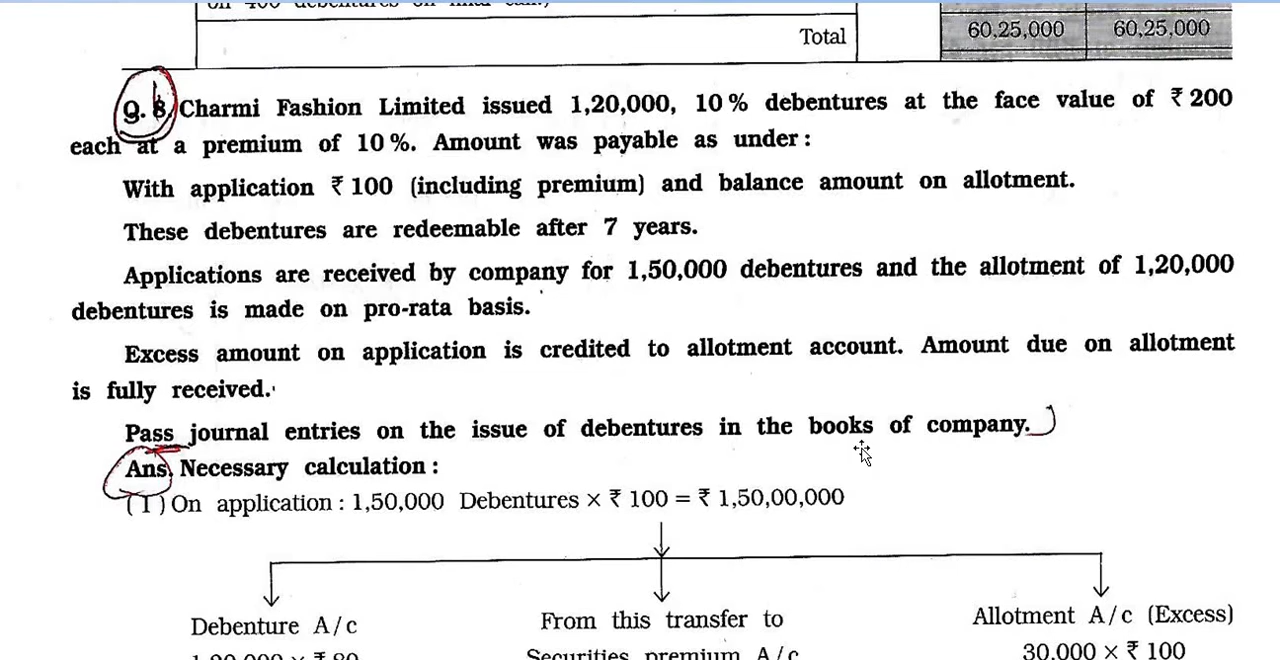 Total 60,25,000 60,25,000
Q. 8. Charmi Fashion Limited issued 1,20,000, 10 % debentures at the face value of ₹ 200
each at a premium of 10 %. Amount was payable as under :
With application ₹ 100 (including premium) and balance amount on allotment.
These debentures are redeemable after 7 years.
Applications are received by company for 1,50,000 debentures and the allotment of 1,20,000
debentures is made on pro-rata basis.
Excess amount on application is credited to allotment account. Amount due on allotment
is fully received.
Pass journal entries on the issue of debentures in the books of company.
Ans. Necessary calculation :
(1) On application : 1,50,000 Debentures × ₹ 100 = ₹ 1,50,00,000
Debenture A/c From this transfer to Allotment A/c (Excess)
1,20,000 × ₹ 80 Securities premium A/c 30,000 × ₹ 100